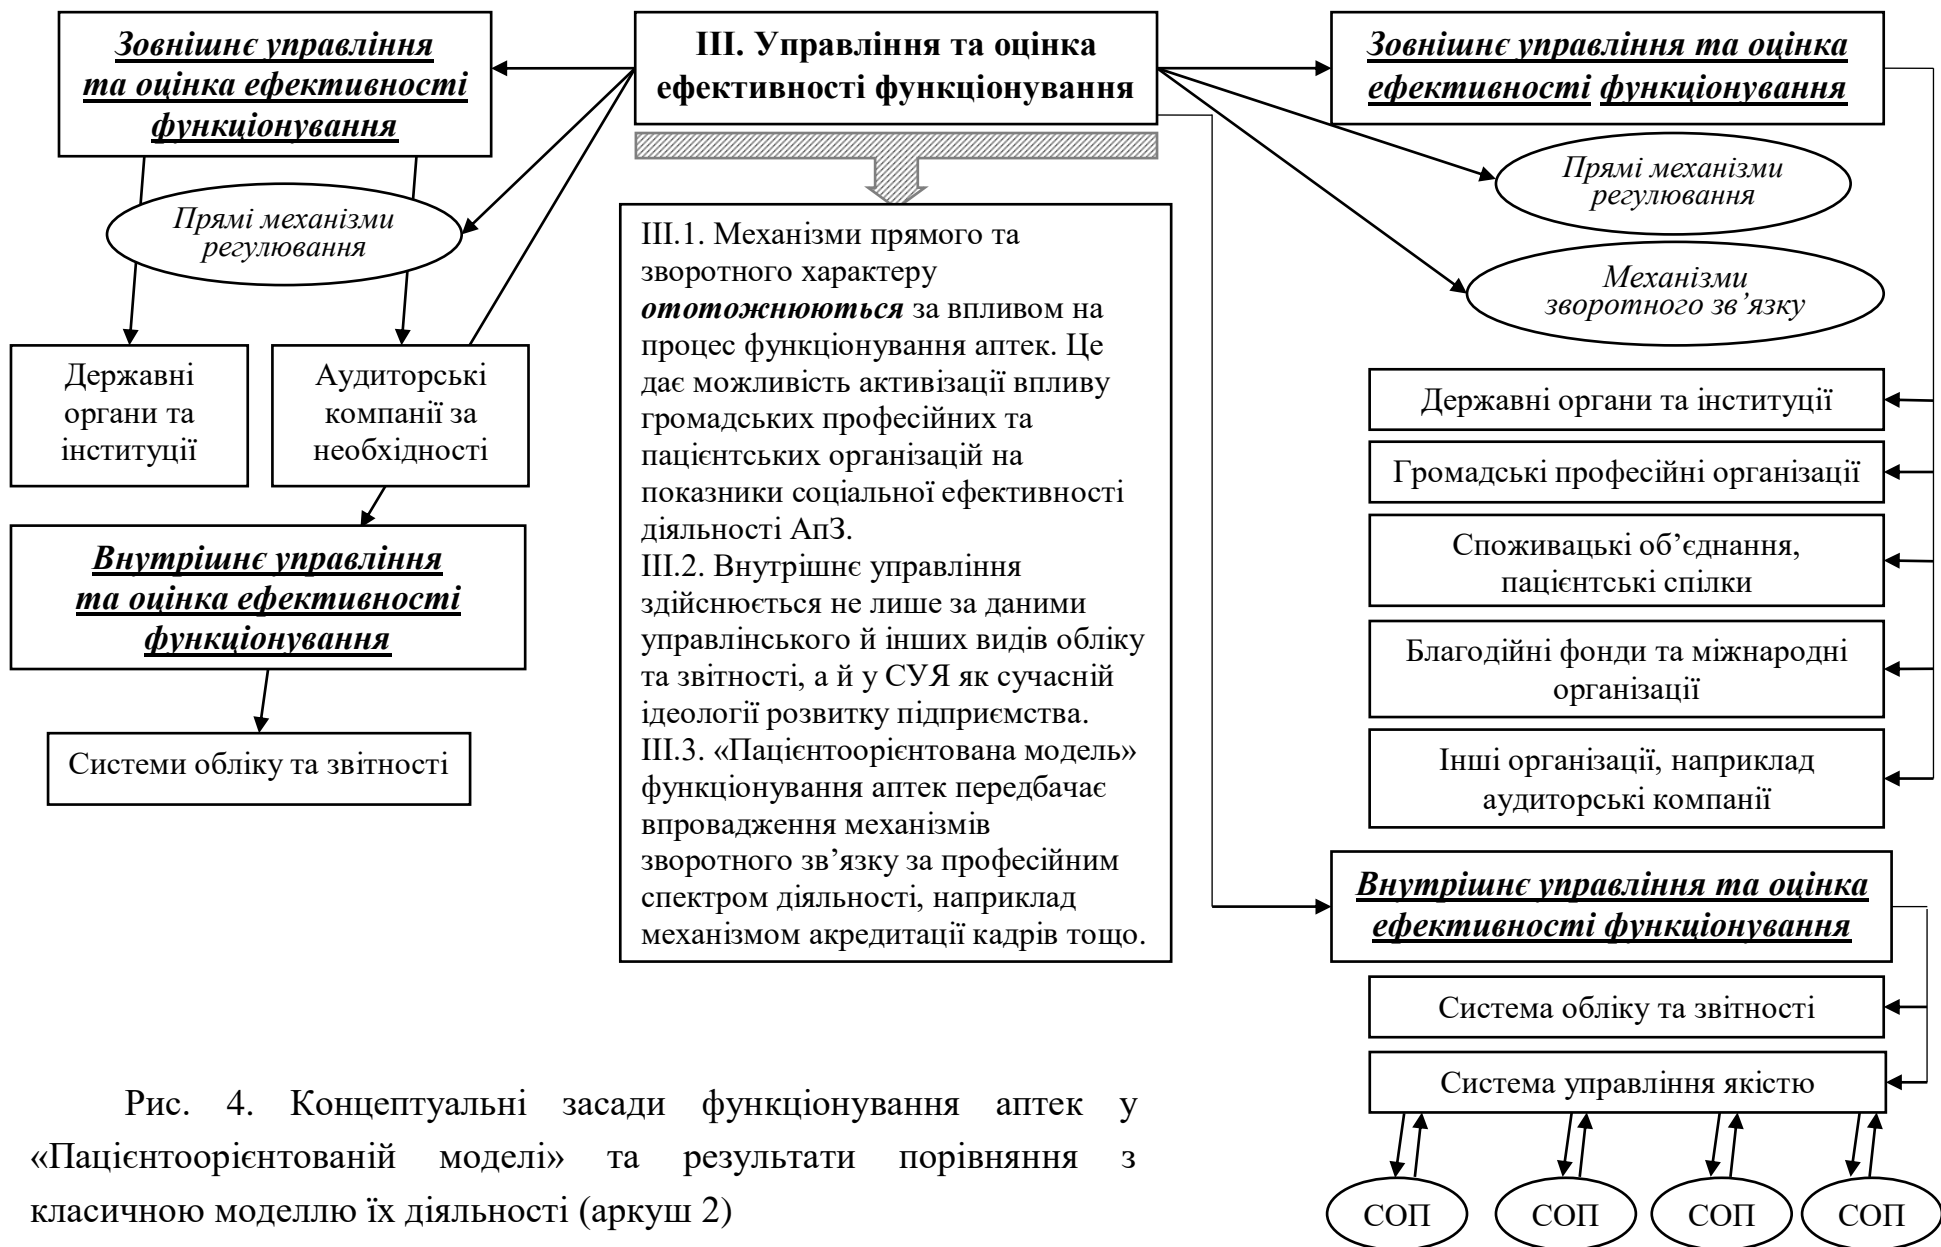 Зовнішнє управління
та оцінка ефективності
функціонування
Прямі механізми
регулювання
Державні
органи та
інституції
Аудиторські
компанії за
необхідності
Внутрішнє управління
та оцінка ефективності
функціонування
Системи обліку та звітності
ІІІ. Управління та оцінка
ефективності функціонування
ІІІ.1. Механізми прямого та
зворотного характеру
ототожнюються за впливом на
процес функціонування аптек. Це
дає можливість активізації впливу
громадських професійних та
пацієнтських організацій на
показники соціальної ефективності
діяльності АпЗ.
ІІІ.2. Внутрішнє управління
здійснюється не лише за даними
управлінського й інших видів обліку
та звітності, а й у СУЯ як сучасній
ідеології розвитку підприємства.
ІІІ.3. «Пацієнтоорієнтована модель»
функціонування аптек передбачає
впровадження механізмів
зворотного зв’язку за професійним
спектром діяльності, наприклад
механізмом акредитації кадрів тощо.
Зовнішнє управління та оцінка
ефективності функціонування
Прямі механізми
регулювання
Механізми
зворотного зв’язку
Державні органи та інституції
Громадські професійні організації
Споживацькі об’єднання,
пацієнтські спілки
Благодійні фонди та міжнародні
організації
Інші організації, наприклад
аудиторські компанії
Внутрішнє управління та оцінка
ефективності функціонування
Система обліку та звітності
Система управління якістю
СОП
СОП
СОП
СОП
Рис. 4. Концептуальні засади функціонування аптек у
«Пацієнтоорієнтованій моделі» та результати порівняння з
класичною моделлю їх діяльності (аркуш 2)